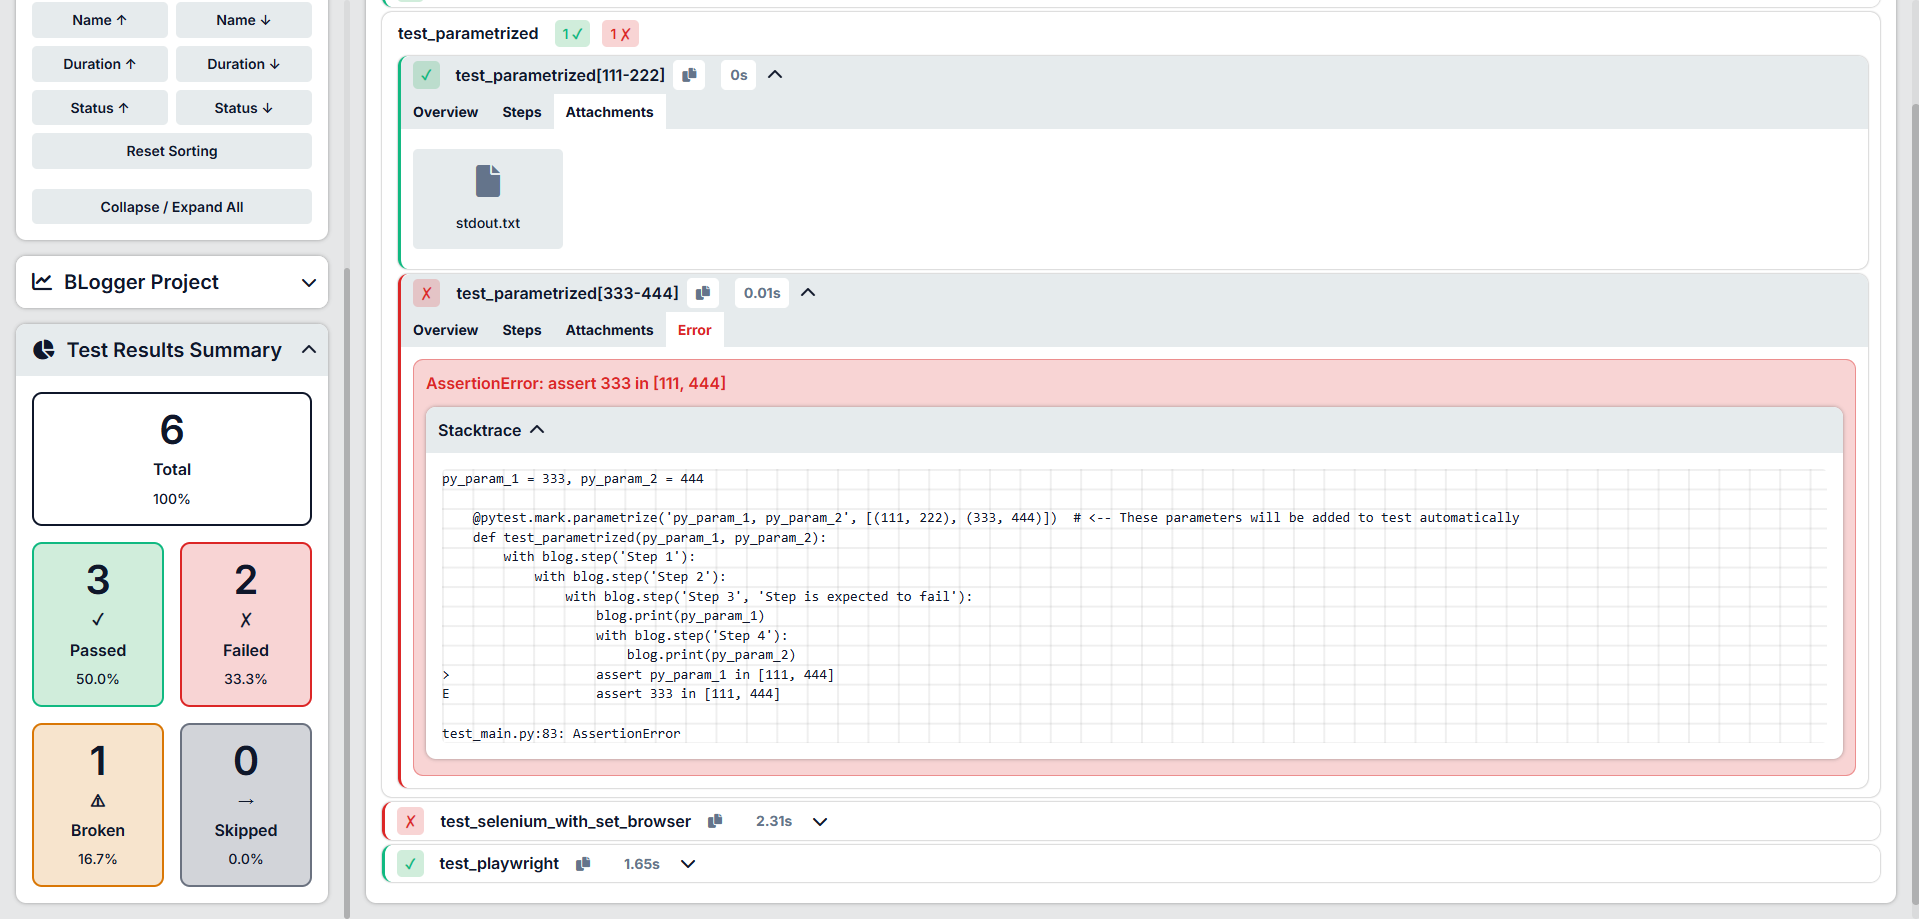 Name ↑
Name ↓
Duration ↑
Duration ↓
Status ↑
Status ↓
Reset Sorting
Collapse / Expand All
BLogger Project
Test Results Summary
6
Total
100%
3
✓
Passed
50.0%
2
✗
Failed
33.3%
1
⚠
Broken
16.7%
0
→
Skipped
0.0%
test_parametrized 1✓ 1✗
✓ test_parametrized[111-222] 0s
Overview Steps Attachments
stdout.txt
✗ test_parametrized[333-444] 0.01s
Overview Steps Attachments Error
AssertionError: assert 333 in [111, 444]
Stacktrace
py_param_1 = 333, py_param_2 = 444
@pytest.mark.parametrize('py_param_1, py_param_2', [(111, 222), (333, 444)])  # <-- These parameters will be added to test automatically
def test_parametrized(py_param_1, py_param_2):
with blog.step('Step 1'):
with blog.step('Step 2'):
with blog.step('Step 3', 'Step is expected to fail'):
blog.print(py_param_1)
with blog.step('Step 4'):
blog.print(py_param_2)
> assert py_param_1 in [111, 444]
E assert 333 in [111, 444]
test_main.py:83: AssertionError
✗ test_selenium_with_set_browser 2.31s
✓ test_playwright 1.65s